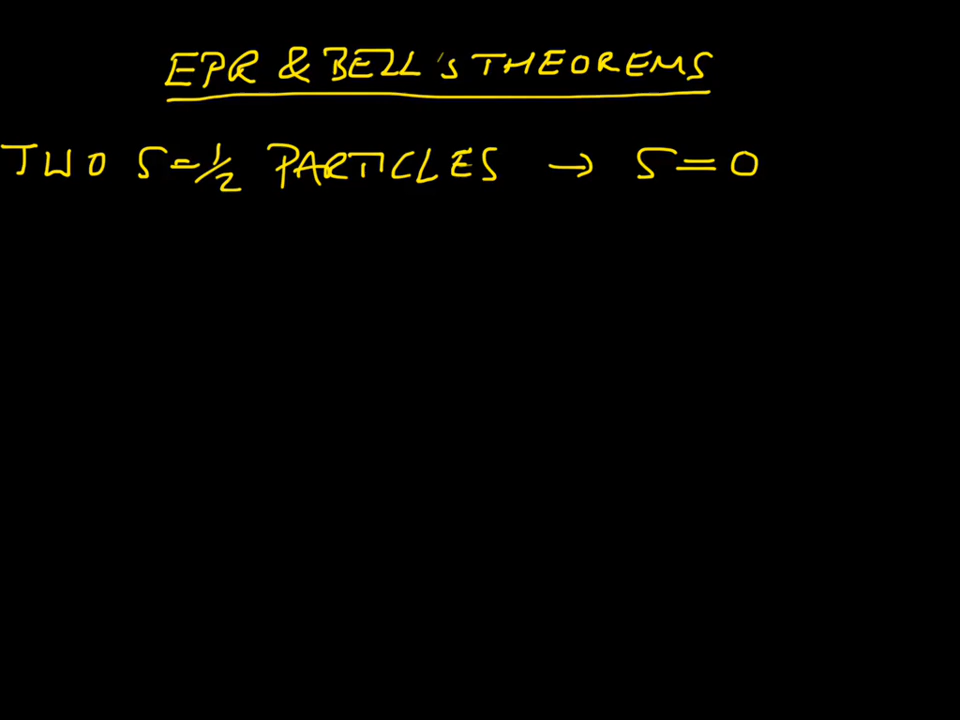 EPR & BELL'S THEOREMS
TWO S=1/2 PARTICLES → S=0